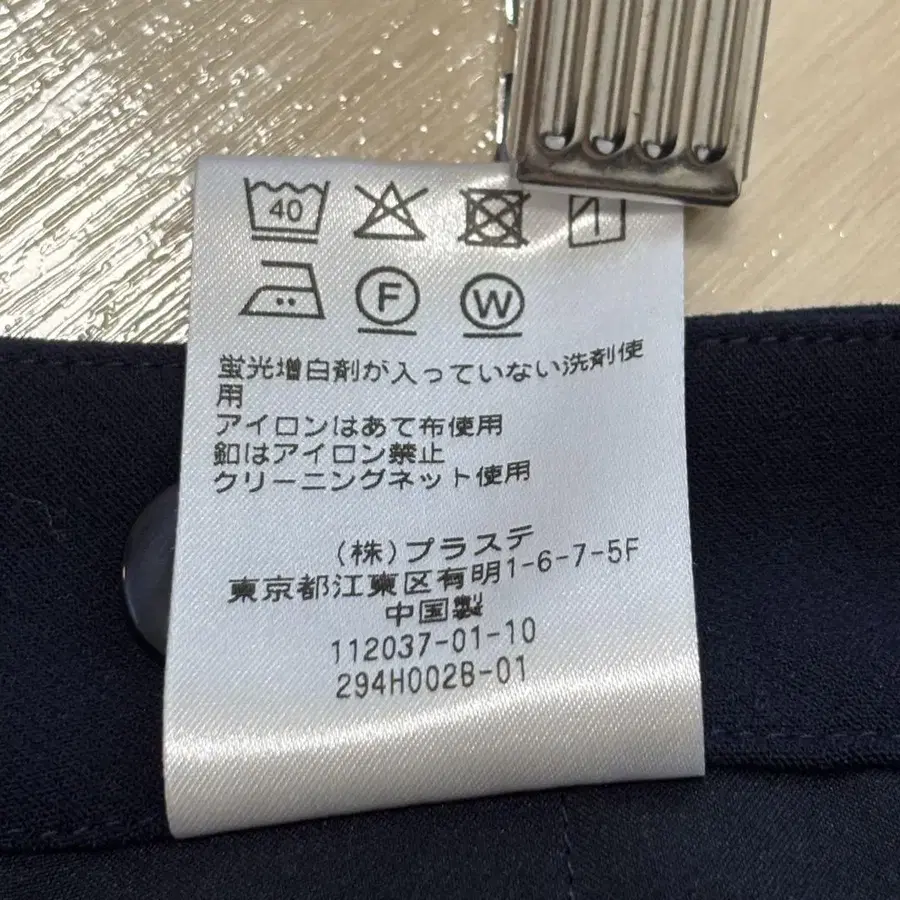 40
F W
蛍光増白剤が入っていない洗剤使
用
アイロンはあて布使用
釦はアイロン禁止
クリーニングネット使用
(株)プラステ
東京都江東区有明1-6-7-5F
中国製
112037-01-10
294H002B-01